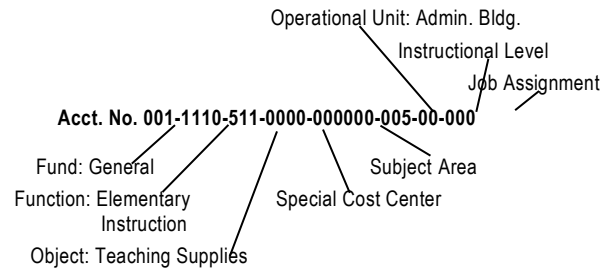 Operational Unit: Admin. Bldg.
Instructional Level
Job Assignment
Acct. No. 001-1110-511-0000-000000-005-00-000
Fund: General
Subject Area
Function: Elementary
Special Cost Center
Instruction
Object: Teaching Supplies